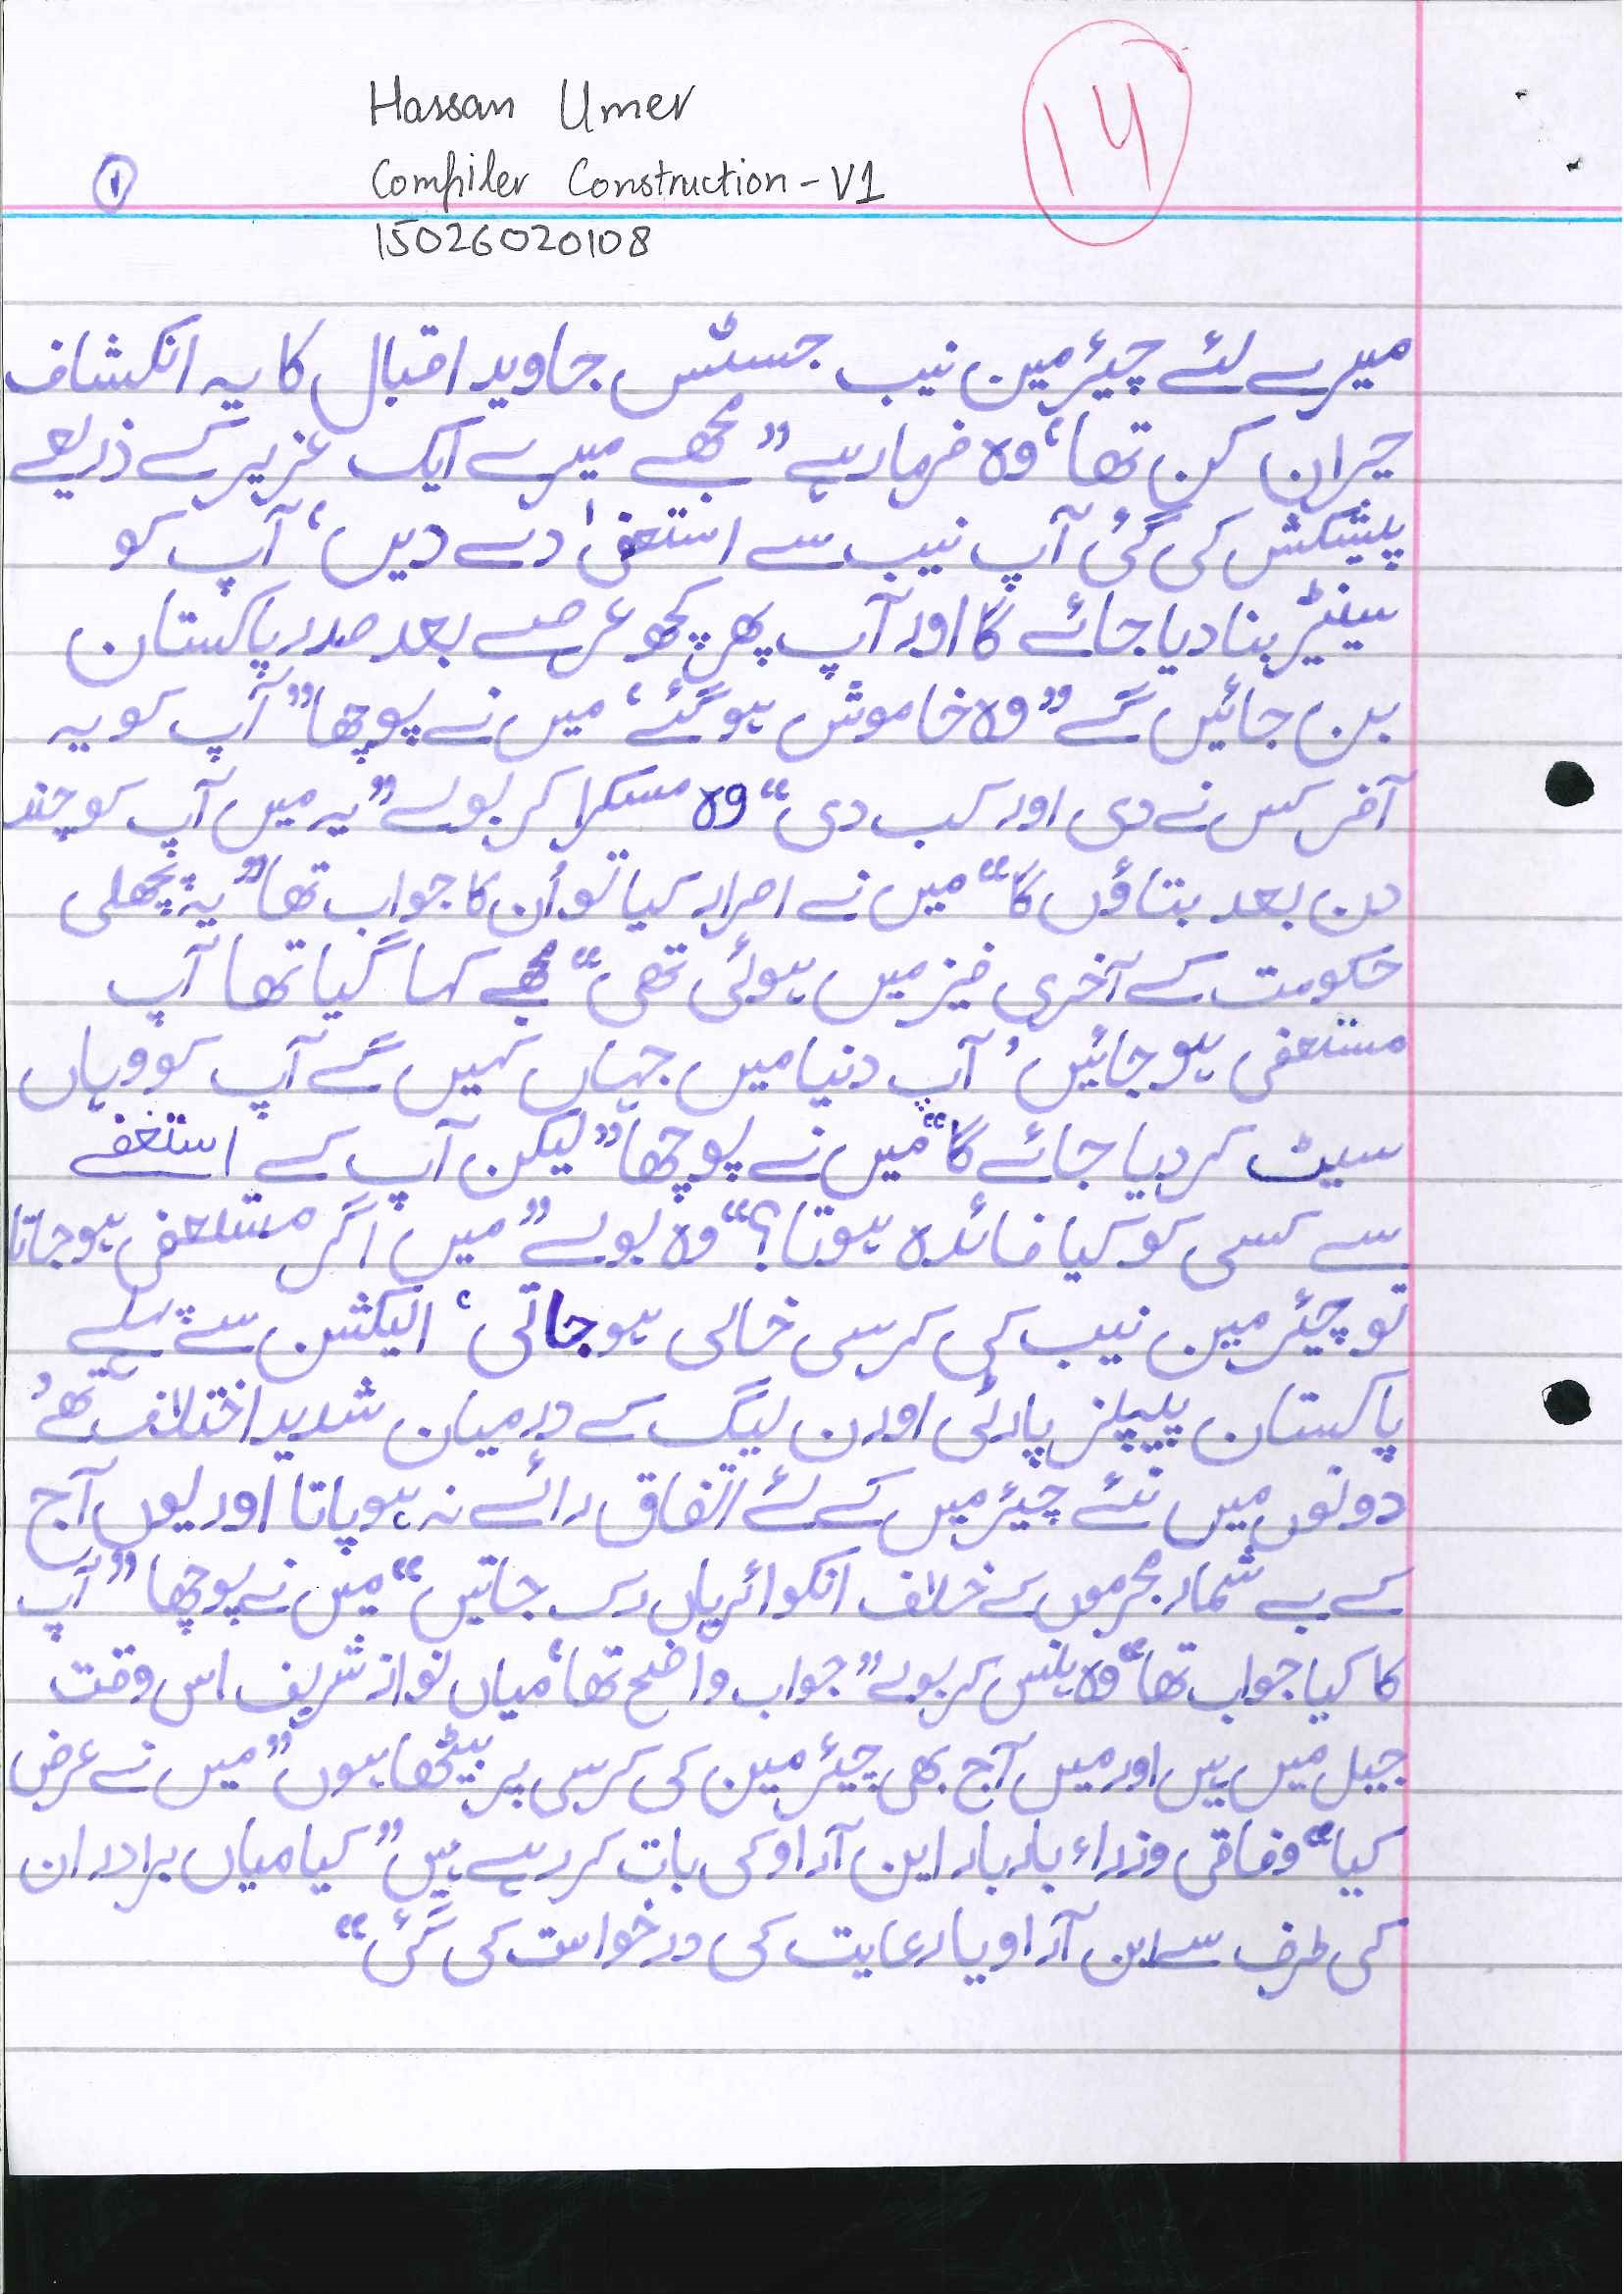 Hassan Umer
۱۴
Compiler Construction - V1
۱
15026020108
میرے لئے چیئرمین نیب جسٹس جاوید اقبال کا یہ انکشاف
حیران کن تھا، وہ فرما رہے ”مجھے میرے ایک عزیز کے ذریعے
پیشکش کی گئی آپ نیب سے استعفیٰ دے دیں، آپ کو
سینیٹر بنا دیا جائے گا اور آپ پھر کچھ عرصے بعد صدر پاکستان
بن جائیں گے” وہ خاموش ہو گئے، میں نے پوچھا” آپ کو یہ
آفر کس نے دی اور کب دی“ وہ مسکرا کر بولے” یہ میں آپ کو چند
دن بعد بتاؤں گا“ میں نے اصرار کیا تو اُن کا جواب تھا” یہ پچھلی
حکومت کے آخری فیز میں ہوئی تھی“ مجھے کہا گیا تھا آپ
مستعفی ہو جائیں، آپ دنیا میں جہاں کہیں گے آپ کو وہاں
سیٹ کر دیا جائے گا“ میں نے پوچھا” لیکن آپ کے استعفے
سے کسی کو کیا فائدہ ہوتا؟“ وہ بولے” میں اگر مستعفی ہو جاتا
تو چیئرمین نیب کی کرسی خالی ہو جاتی، الیکشن سے پہلے
پاکستان پیپلز پارٹی اور ن لیگ کے درمیان شدید اختلاف تھے،
دونوں میں نئے چیئرمین کے لئے اتفاق رائے نہ ہو پاتا اور یوں آج
کے بے شمار مجرموں کے خلاف انکوائریاں رک جاتیں“ میں نے پوچھا” آپ
کا کیا جواب تھا“ وہ ہنس کر بولے” جواب واضح تھا، میاں نواز شریف اس وقت
جیل میں ہیں اور میں آج بھی چیئرمین کی کرسی پر بیٹھا ہوں” میں نے عرض
کیا“ وفاقی وزراء بار بار این آر او کی بات کر رہے ہیں” کیا میاں برادران
کی طرف سے این آر او یا رعایت کی درخواست کی گئی“